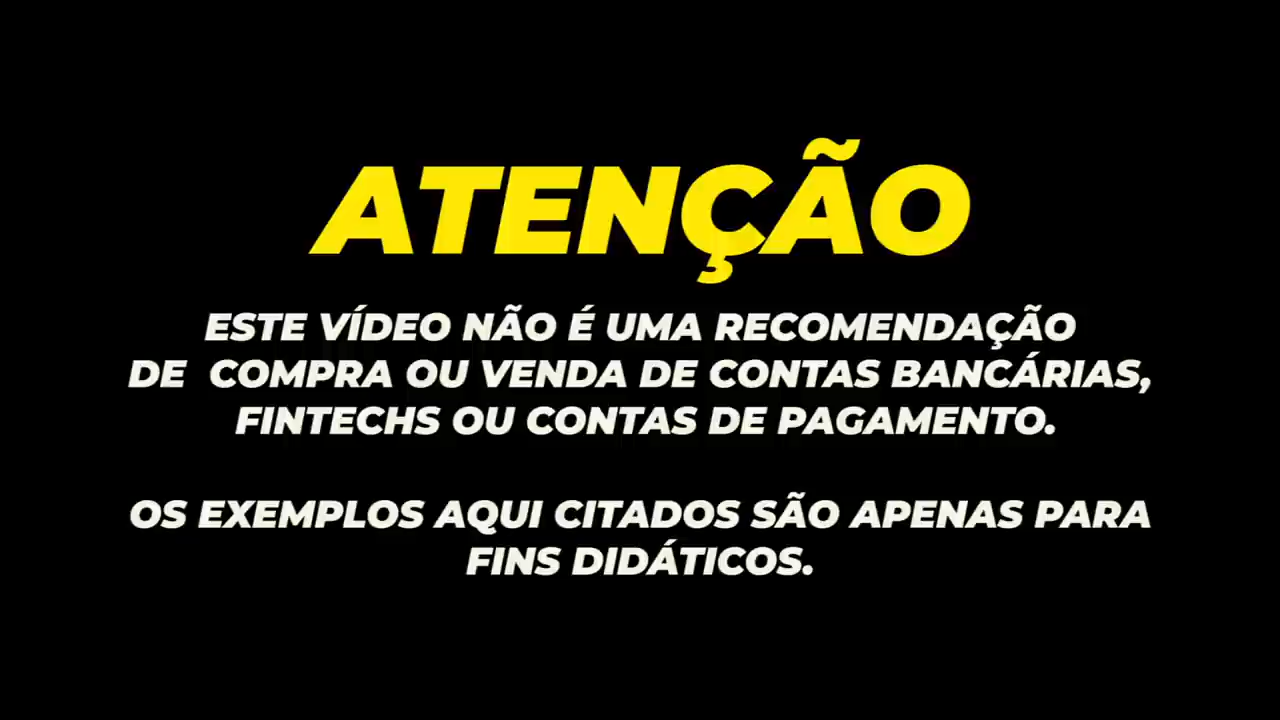 ATENÇÃO
ESTE VÍDEO NÃO É UMA RECOMENDAÇÃO
DE COMPRA OU VENDA DE CONTAS BANCÁRIAS,
FINTECHS OU CONTAS DE PAGAMENTO.
OS EXEMPLOS AQUI CITADOS SÃO APENAS PARA
FINS DIDÁTICOS.